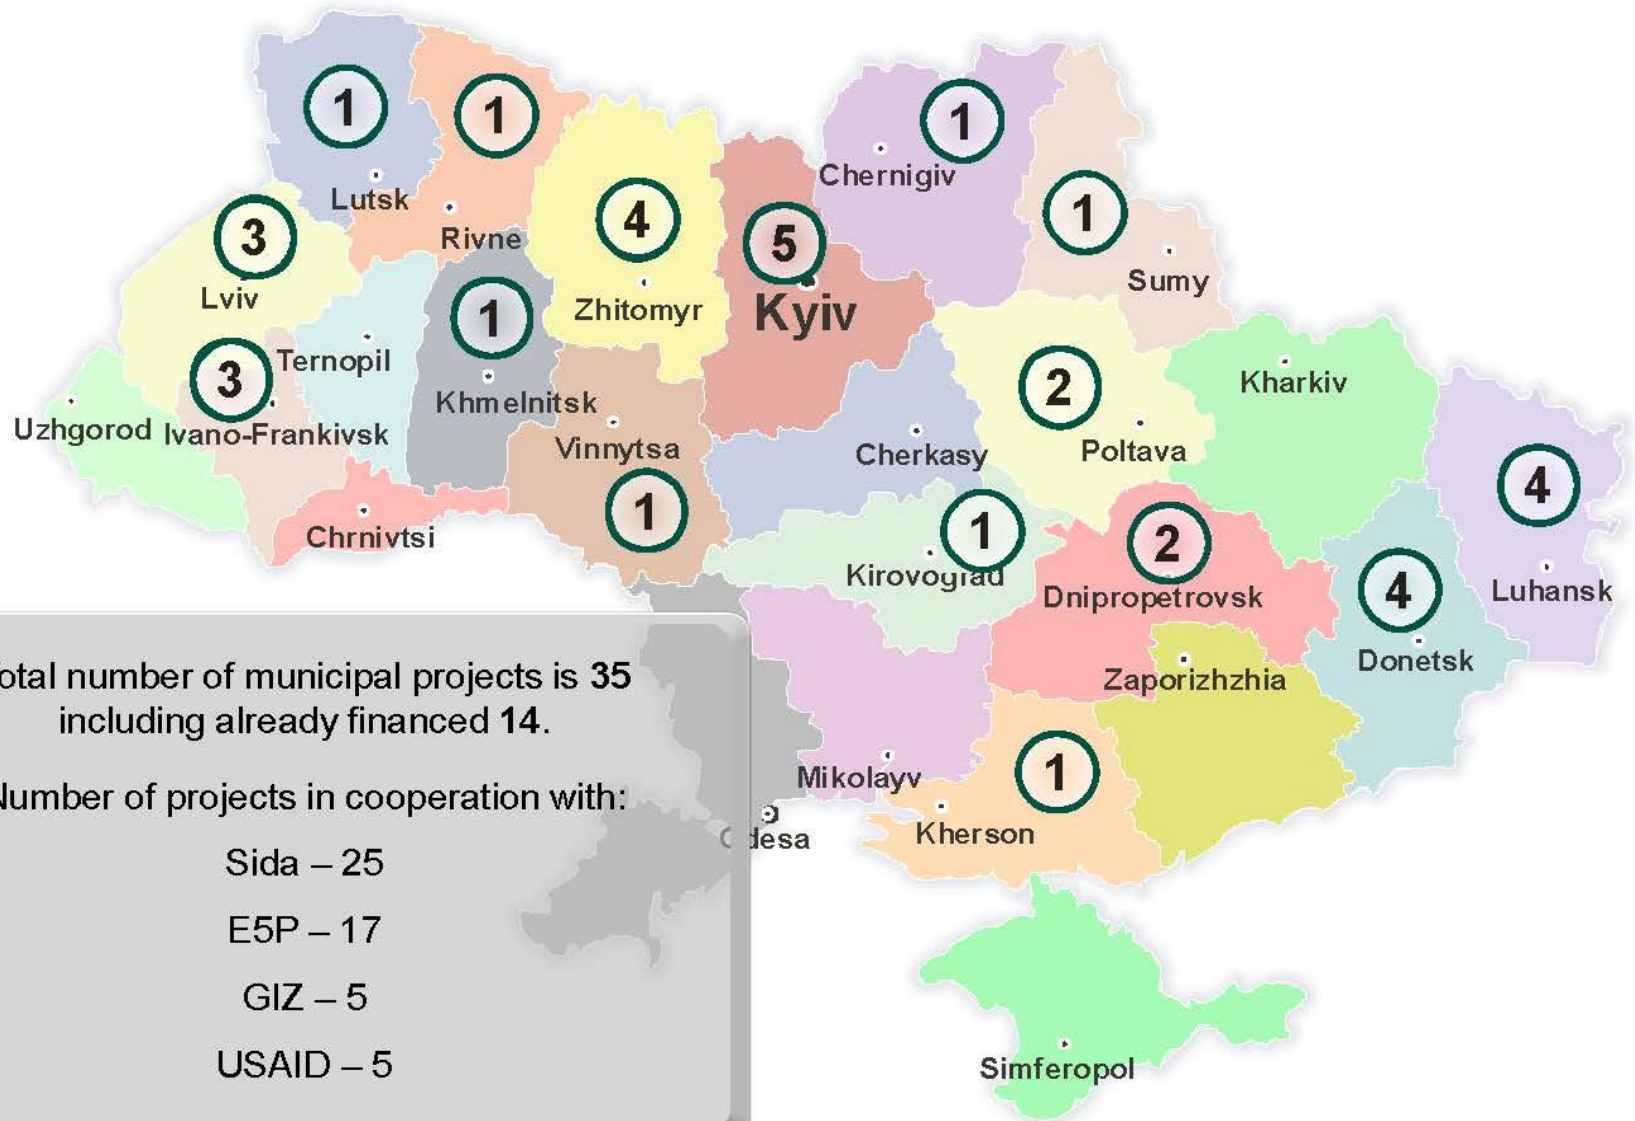 1
1
1
Chernigiv
Lutsk
1
4
3
5
Rivne
Sumy
Lviv
Zhitomyr
Kyiv
1
Ternopil
3
2
Kharkiv
Khmelnitsk
Uzhgorod
Ivano-Frankivsk
Vinnytsa
Cherkasy
Poltava
4
1
1
2
Chrnivtsi
Kirovograd
Dnipropetrovsk
4
Luhansk
Donetsk
otal number of municipal projects is 35
including already financed 14.
Zaporizhzhia
1
Mikolayv
umber of projects in cooperation with:
Odesa
Kherson
Sida – 25
E5P – 17
GIZ – 5
USAID – 5
Simferopol